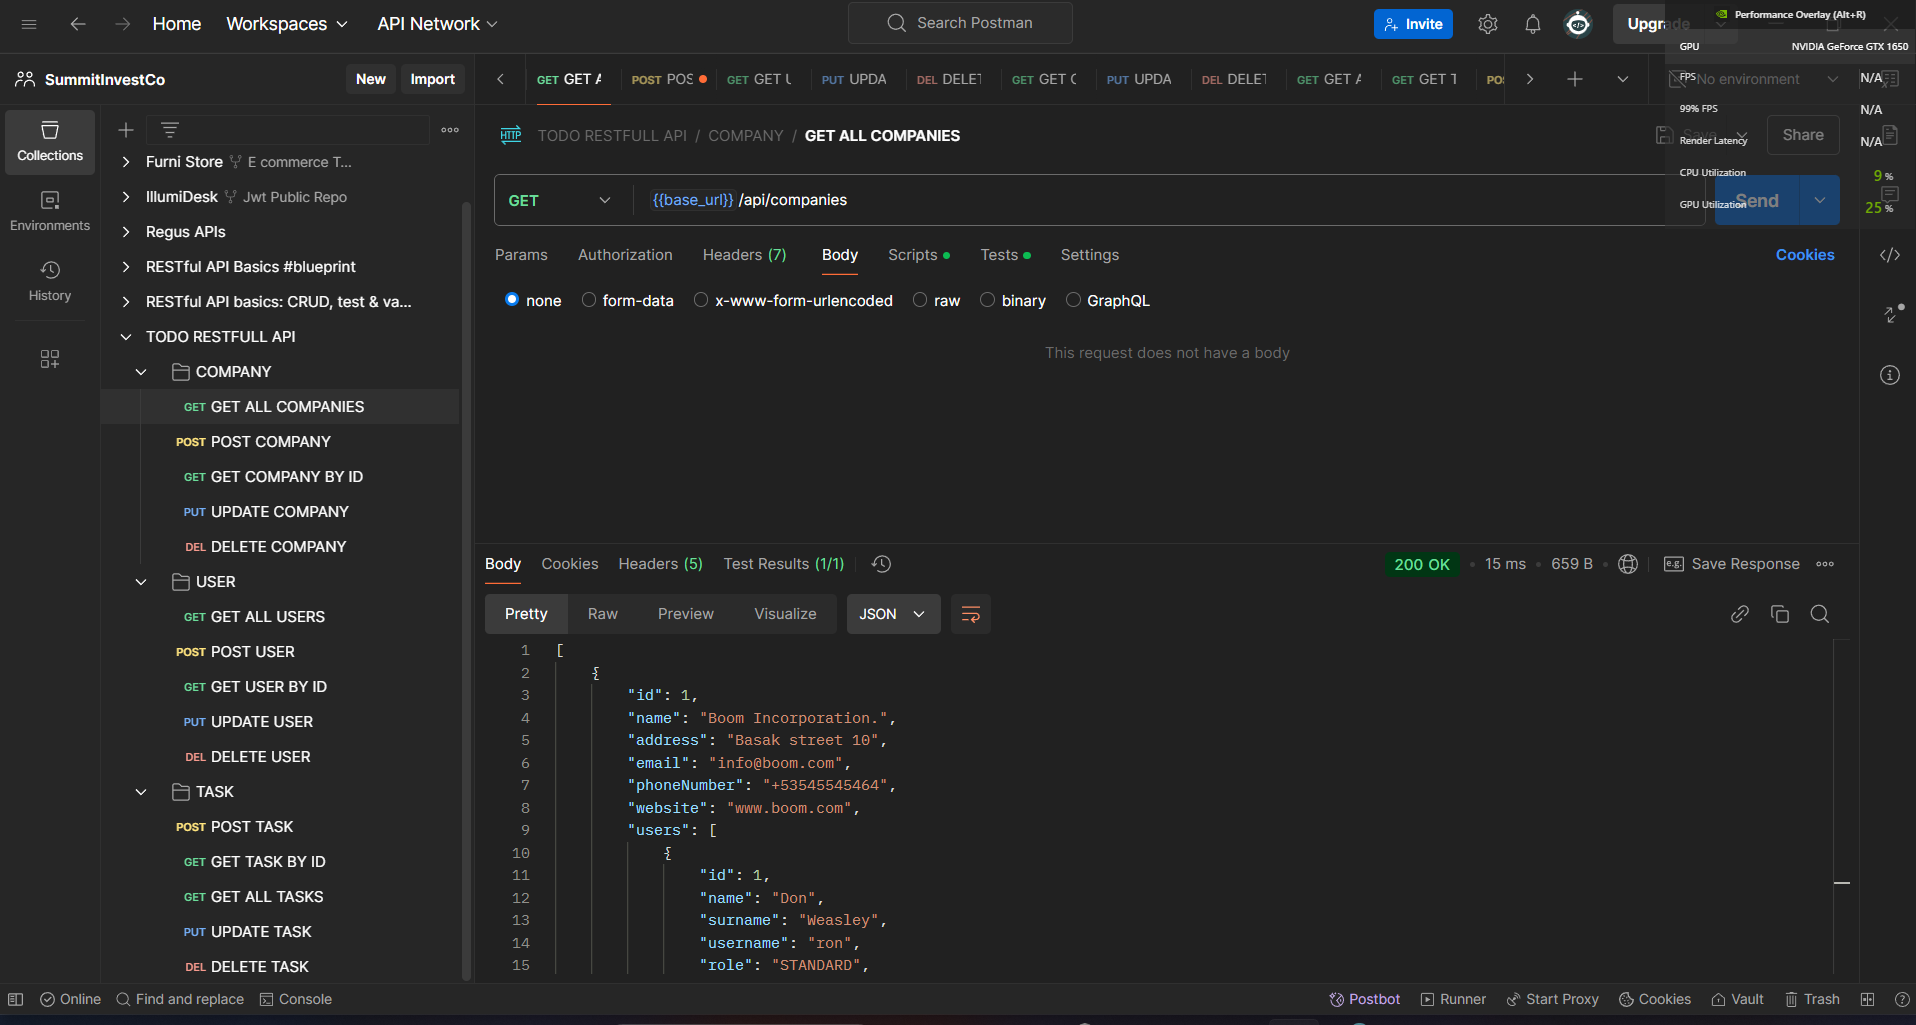 Home
Workspaces
API Network
Search Postman
Invite
Upgrade
Performance Overlay (Alt+R)
GPU
NVIDIA GeForce GTX 1650
FPS
N/A
99% FPS
N/A
Render Latency
N/A
CPU Utilization
9 %
GPU Utilization
25 %
SummitInvestCo
New
Import
GET GET A
POST POS
GET GET U
PUT UPDA
DEL DELET
GET GET C
PUT UPDA
DEL DELET
GET GET A
GET GET T
POS
No environment
Collections
Environments
History
Furni Store
E commerce T...
IllumiDesk
Jwt Public Repo
Regus APIs
RESTful API Basics #blueprint
RESTful API basics: CRUD, test & va...
TODO RESTFULL API
COMPANY
GET GET ALL COMPANIES
POST POST COMPANY
GET GET COMPANY BY ID
PUT UPDATE COMPANY
DEL DELETE COMPANY
USER
GET GET ALL USERS
POST POST USER
GET GET USER BY ID
PUT UPDATE USER
DEL DELETE USER
TASK
POST POST TASK
GET GET TASK BY ID
GET GET ALL TASKS
PUT UPDATE TASK
DEL DELETE TASK
HTTP
TODO RESTFULL API / COMPANY / GET ALL COMPANIES
Save
Share
GET
{{base_url}} /api/companies
Send
Params
Authorization
Headers (7)
Body
Scripts
Tests
Settings
Cookies
none
form-data
x-www-form-urlencoded
raw
binary
GraphQL
This request does not have a body
Body
Cookies
Headers (5)
Test Results (1/1)
200 OK
15 ms
659 B
e.g.
Save Response
Pretty
Raw
Preview
Visualize
JSON
1 [
2 {
3 "id": 1,
4 "name": "Boom Incorporation.",
5 "address": "Basak street 10",
6 "email": "info@boom.com",
7 "phoneNumber": "+53545545464",
8 "website": "www.boom.com",
9 "users": [
10 {
11 "id": 1,
12 "name": "Don",
13 "surname": "Weasley",
14 "username": "ron",
15 "role": "STANDARD",
Online
Find and replace
Console
Postbot
Runner
Start Proxy
Cookies
Vault
Trash